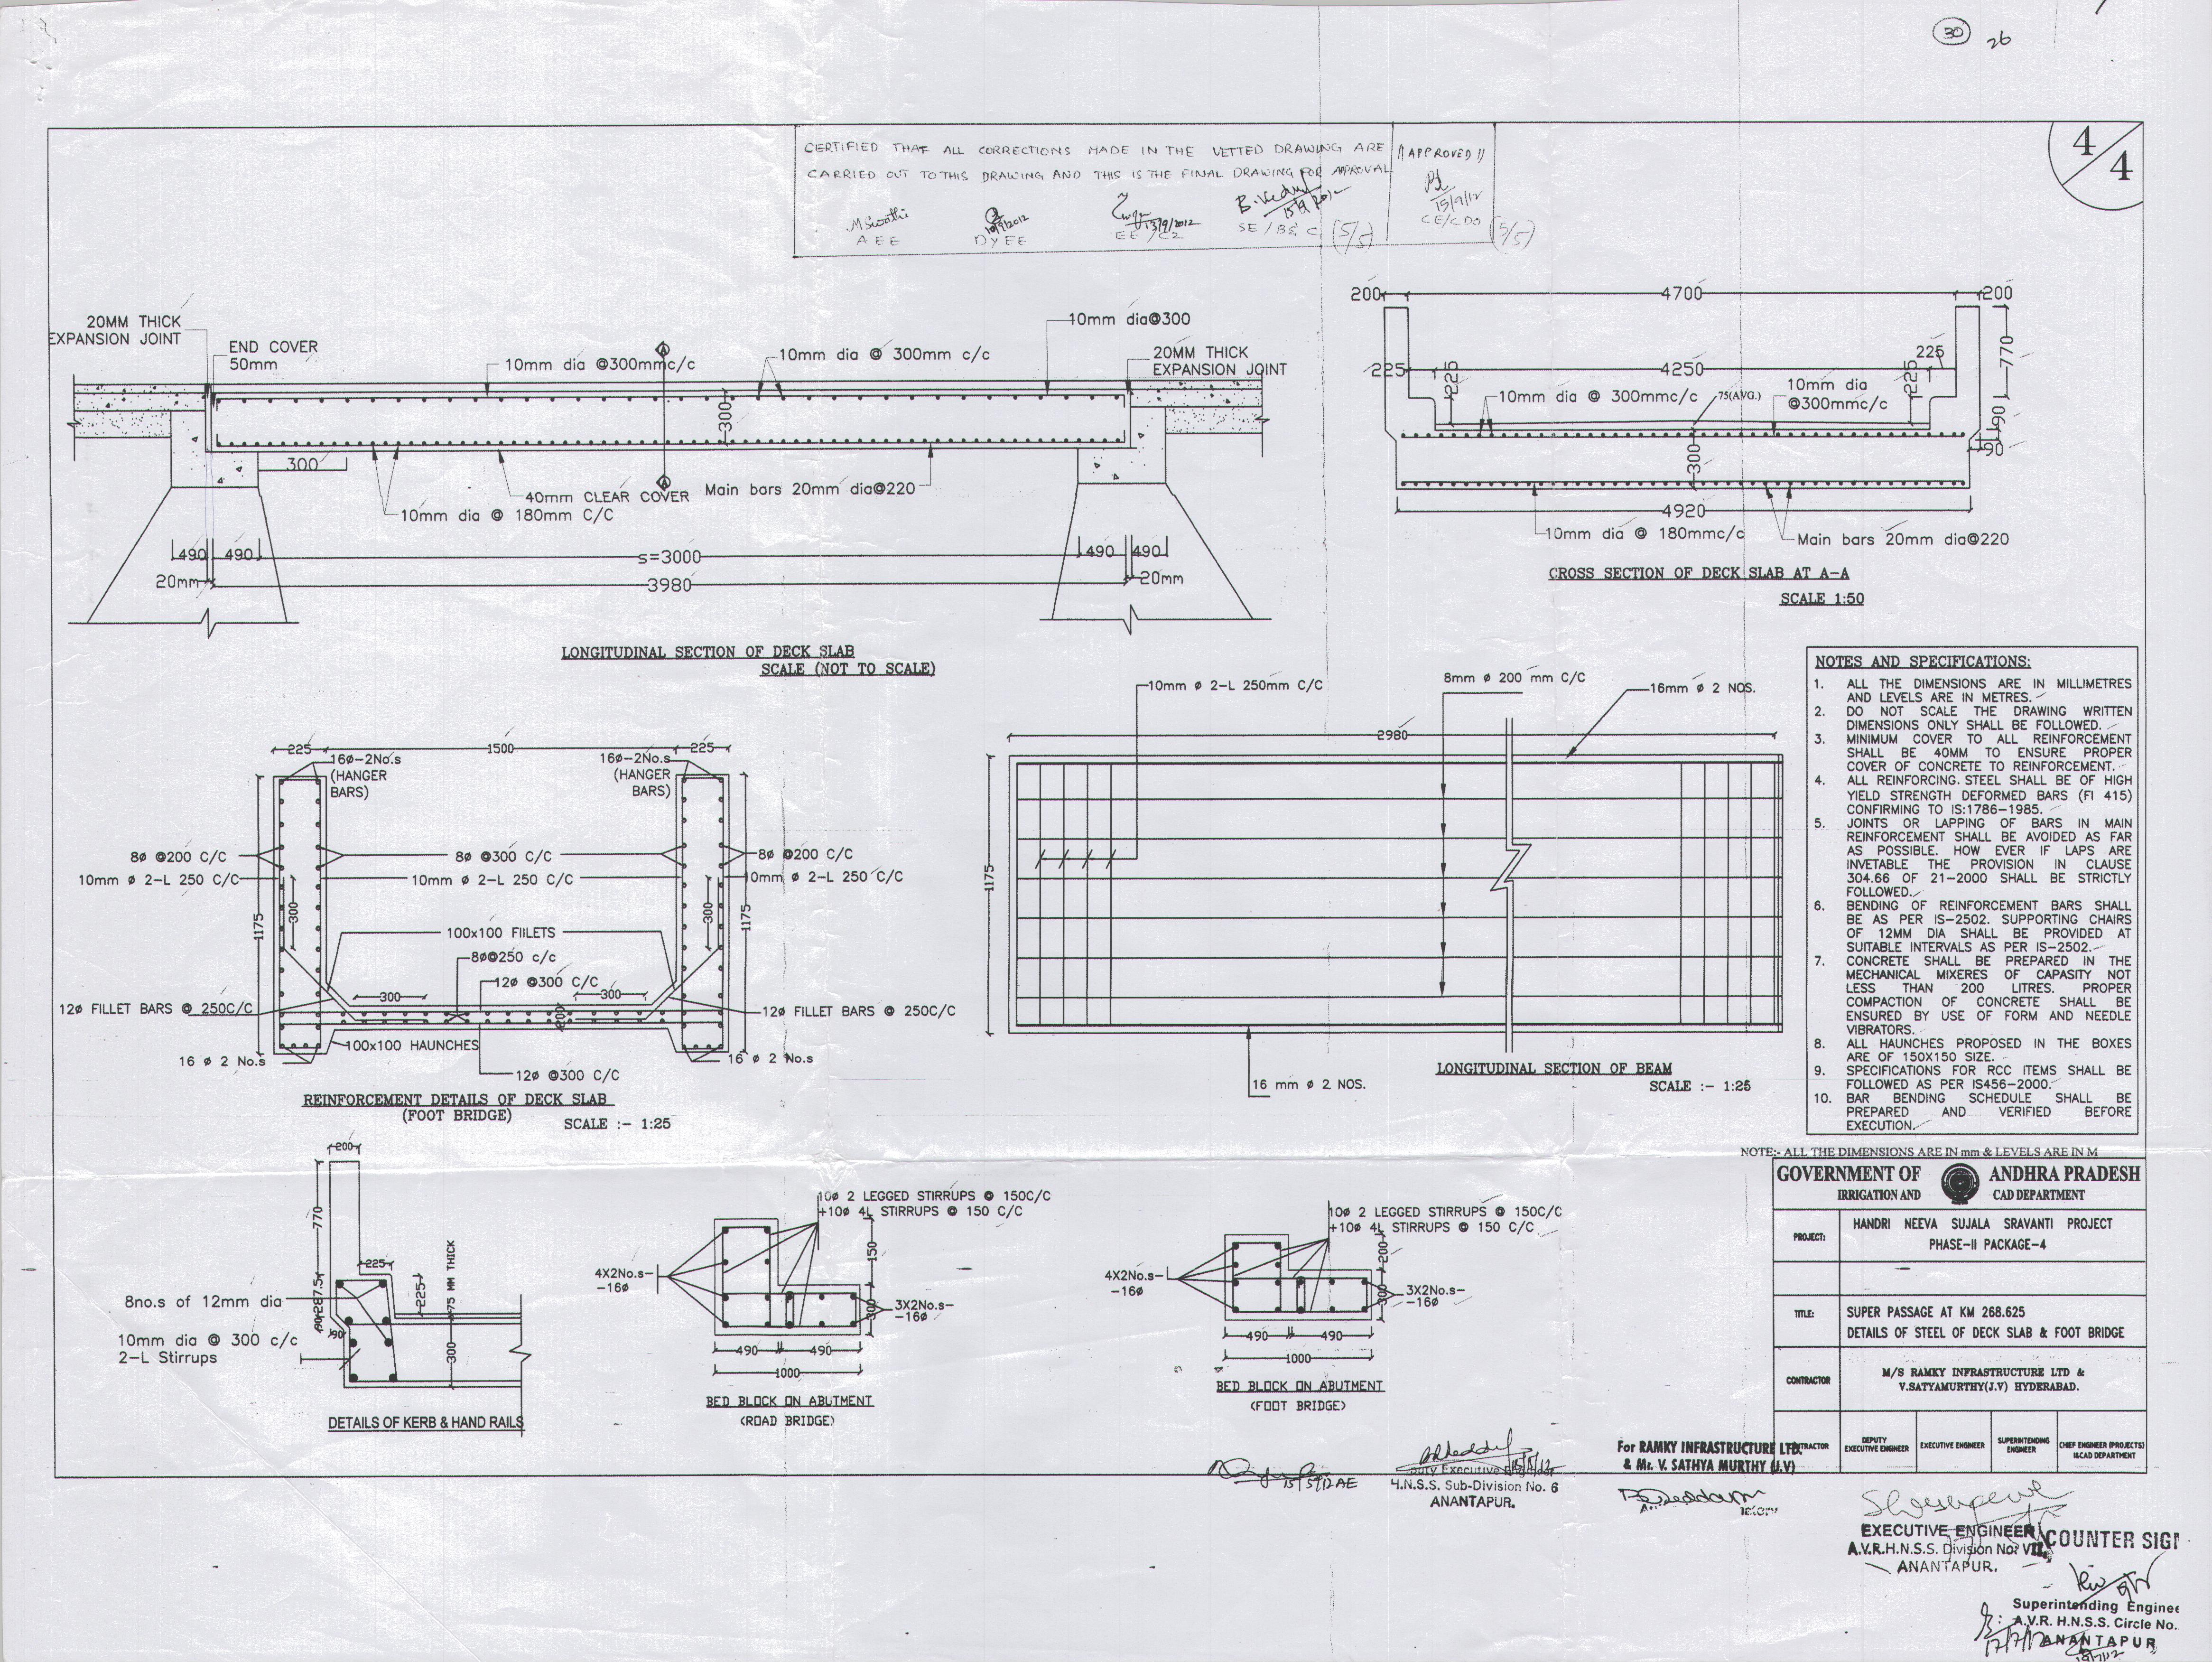 30
26
CERTIFIED THAT ALL CORRECTIONS MADE IN THE VETTED DRAWING ARE
CARRIED OUT TO THIS DRAWING AND THIS IS THE FINAL DRAWING FOR APPROVAL
M Swathi
AEE
DYEE
13/9/2012
EE / C2
SE / B&C (5/5)
// APPROVED //
15/9/12
CE/CDO (5/5)
4/4
20MM THICK
EXPANSION JOINT
END COVER
50mm
10mm dia @300mmc/c
10mm dia @ 300mm c/c
10mm dia@300
20MM THICK
EXPANSION JOINT
A
300
300
A
40mm CLEAR COVER
Main bars 20mm dia@220
10mm dia @ 180mm C/C
490
490
s=3000
490
490
20mm
3980
20mm
LONGITUDINAL SECTION OF DECK SLAB
SCALE (NOT TO SCALE)
200
4700
200
770
225
225
4250
225
225
10mm dia @ 300mmc/c
75(AVG.)
10mm dia
@300mmc/c
90
90
300
4920
10mm dia @ 180mmc/c
Main bars 20mm dia@220
CROSS SECTION OF DECK SLAB AT A-A
SCALE 1:50
225
1500
225
16ø-2No.s
(HANGER
BARS)
16ø-2No.s
(HANGER
BARS)
8ø @200 C/C
8ø @300 C/C
8ø @200 C/C
10mm ø 2-L 250 C/C
10mm ø 2-L 250 C/C
10mm ø 2-L 250 C/C
1175
300
300
1175
100x100 FIILETS
8ø@250 c/c
12ø @300 C/C
300
300
200
12ø FILLET BARS @ 250C/C
12ø FILLET BARS @ 250C/C
100x100 HAUNCHES
16 ø 2 No.s
16 ø 2 No.s
12ø @300 C/C
REINFORCEMENT DETAILS OF DECK SLAB
(FOOT BRIDGE)
SCALE :- 1:25
10mm ø 2-L 250mm C/C
8mm ø 200 mm C/C
16mm ø 2 NOS.
2980
1175
16 mm ø 2 NOS.
LONGITUDINAL SECTION OF BEAM
SCALE :- 1:25
NOTES AND SPECIFICATIONS:
1. ALL THE DIMENSIONS ARE IN MILLIMETRES
AND LEVELS ARE IN METRES.
2. DO NOT SCALE THE DRAWING WRITTEN
DIMENSIONS ONLY SHALL BE FOLLOWED.
3. MINIMUM COVER TO ALL REINFORCEMENT
SHALL BE 40MM TO ENSURE PROPER
COVER OF CONCRETE TO REINFORCEMENT.
4. ALL REINFORCING. STEEL SHALL BE OF HIGH
YIELD STRENGTH DEFORMED BARS (FI 415)
CONFIRMING TO IS:1786-1985.
5. JOINTS OR LAPPING OF BARS IN MAIN
REINFORCEMENT SHALL BE AVOIDED AS FAR
AS POSSIBLE. HOW EVER IF LAPS ARE
INVETABLE THE PROVISION IN CLAUSE
304.66 OF 21-2000 SHALL BE STRICTLY
FOLLOWED.
6. BENDING OF REINFORCEMENT BARS SHALL
BE AS PER IS-2502. SUPPORTING CHAIRS
OF 12MM DIA SHALL BE PROVIDED AT
SUITABLE INTERVALS AS PER IS-2502.
7. CONCRETE SHALL BE PREPARED IN THE
MECHANICAL MIXERES OF CAPASITY NOT
LESS THAN 200 LITRES. PROPER
COMPACTION OF CONCRETE SHALL BE
ENSURED BY USE OF FORM AND NEEDLE
VIBRATORS.
8. ALL HAUNCHES PROPOSED IN THE BOXES
ARE OF 150X150 SIZE.
9. SPECIFICATIONS FOR RCC ITEMS SHALL BE
FOLLOWED AS PER IS456-2000.
10. BAR BENDING SCHEDULE SHALL BE
PREPARED AND VERIFIED BEFORE
EXECUTION.
NOTE:- ALL THE DIMENSIONS ARE IN mm & LEVELS ARE IN M
200
770
225
225
75 MM THICK
287.5
90
90
300
8no.s of 12mm dia
10mm dia @ 300 c/c
2-L Stirrups
DETAILS OF KERB & HAND RAILS
10ø 2 LEGGED STIRRUPS @ 150C/C
+10ø 4L STIRRUPS @ 150 C/C
4X2No.s-
-16ø
150
300
3X2No.s-
-16ø
490
490
1000
BED BLOCK ON ABUTMENT
(ROAD BRIDGE)
10ø 2 LEGGED STIRRUPS @ 150C/C
+10ø 4L STIRRUPS @ 150 C/C
4X2No.s-
-16ø
200
300
3X2No.s-
-16ø
490
490
1000
BED BLOCK ON ABUTMENT
(FOOT BRIDGE)
GOVERNMENT OF ANDHRA PRADESH
IRRIGATION AND CAD DEPARTMENT
PROJECT:
HANDRI NEEVA SUJALA SRAVANTI PROJECT
PHASE-II PACKAGE-4
TITLE:
SUPER PASSAGE AT KM 268.625
DETAILS OF STEEL OF DECK SLAB & FOOT BRIDGE
CONTRACTOR
M/S RAMKY INFRASTRUCTURE LTD &
V.SATYAMURTHY(J.V) HYDERABAD.
DEPUTY
EXECUTIVE ENGINEER
EXECUTIVE ENGINEER
SUPERINTENDING
ENGINEER
CHIEF ENGINEER (PROJECTS)
I&CAD DEPARTMENT
For RAMKY INFRASTRUCTURE LTD.
& Mr. V. SATHYA MURTHY (J.V)
AE
Executive
H.N.S.S. Sub-Division No. 6
ANANTAPUR.
EXECUTIVE ENGINEER
A.V.R.H.N.S.S. Division No: VII,
ANANTAPUR.
COUNTER SIGN
Superintending Enginee
A.V.R. H.N.S.S. Circle No.
ANANTAPUR